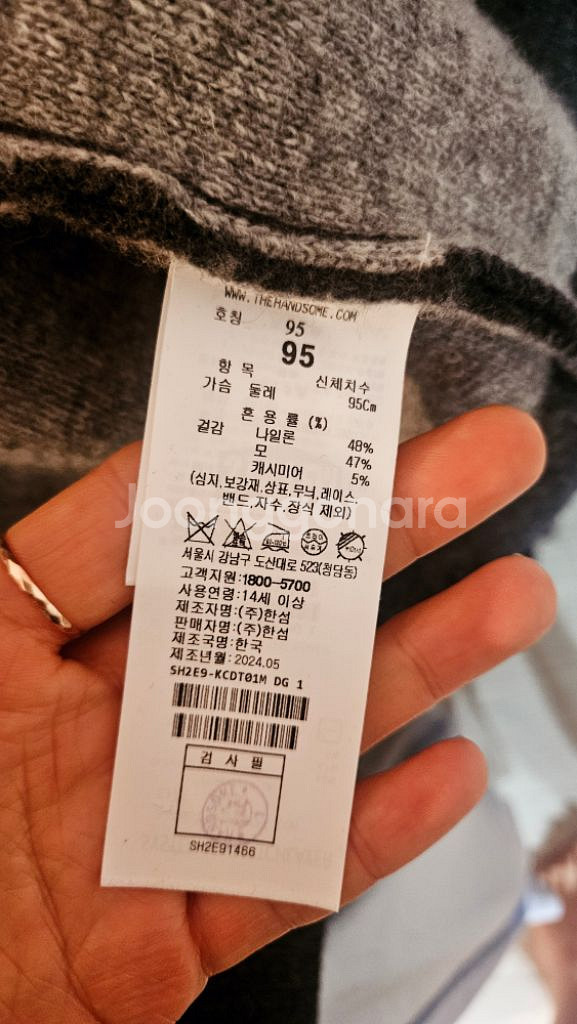 WWW.THEHANDSOME.COM
호칭 95
95
항 목 신체치수
가슴 둘레 95Cm
혼 용 률 (%)
겉감 나일론 48%
모 47%
캐시미어 5%
(심지,보강재,상표,무늬,레이스,
밴드,자수,장식 제외)
Joonggonara
서울시 강남구 도산대로 523(청담동)
고객지원:1800-5700
사용연령:14세 이상
제조자명:(주)한섬
판매자명:(주)한섬
제조국명:한국
제조년월:2024.05
SH2E9-KCDT01M DG 1
검 사 필
SH2E91466